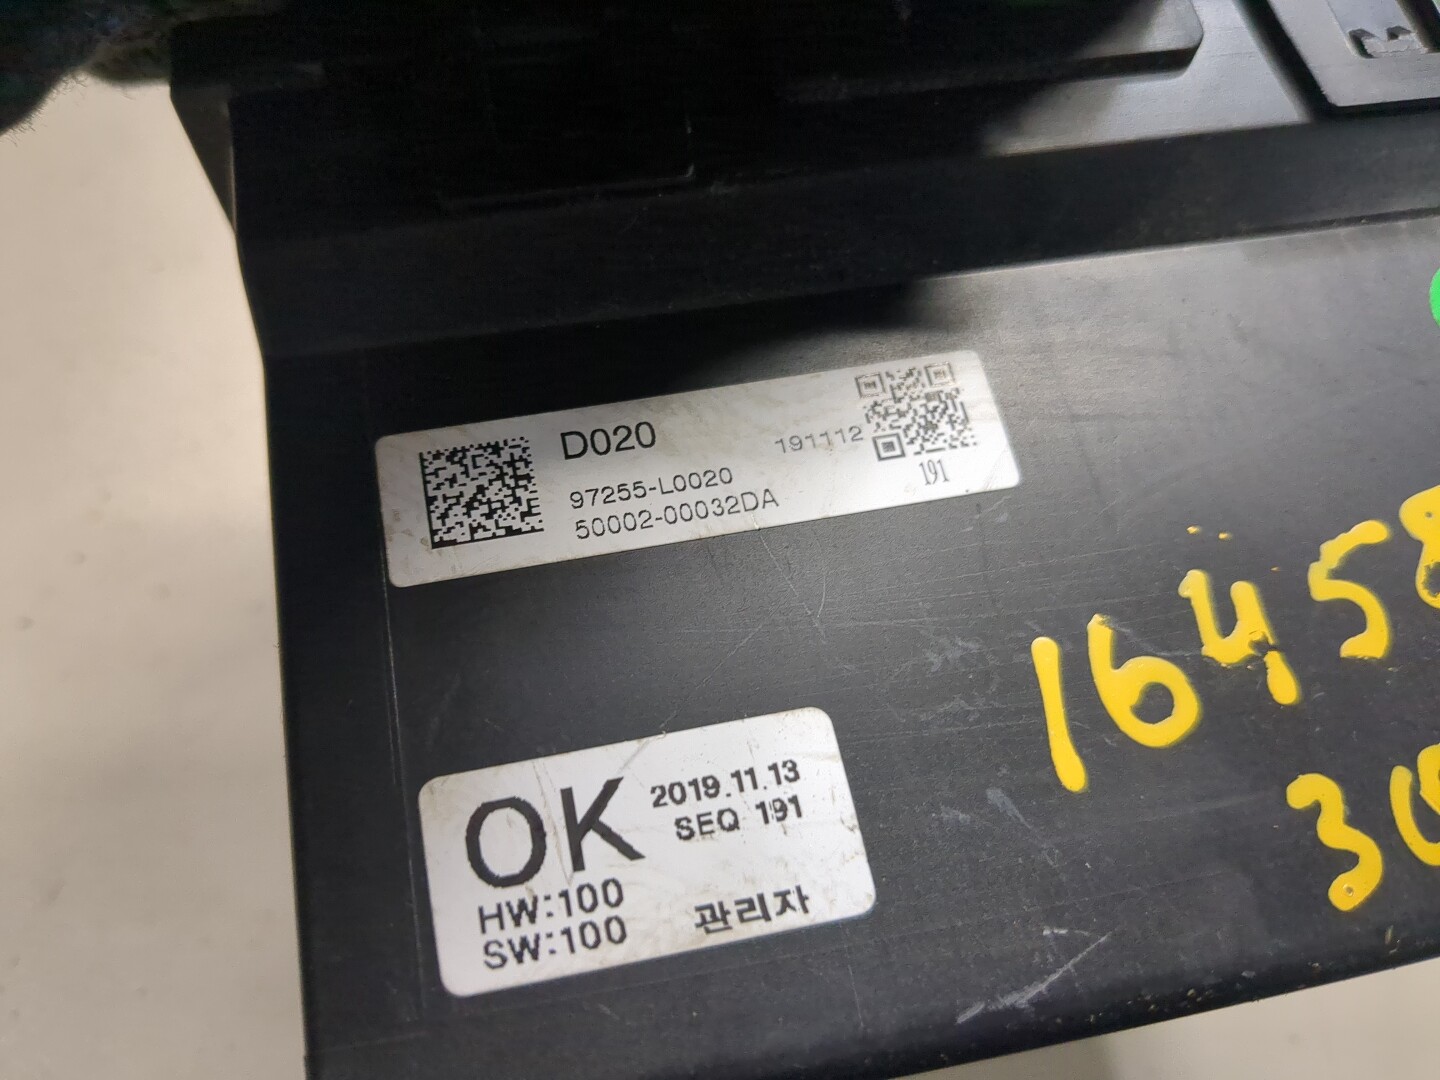 D020
191112
97255-L0020
50002-00032DA
191
OK
2019.11.13
SEQ 191
HW:100
SW:100
관리자